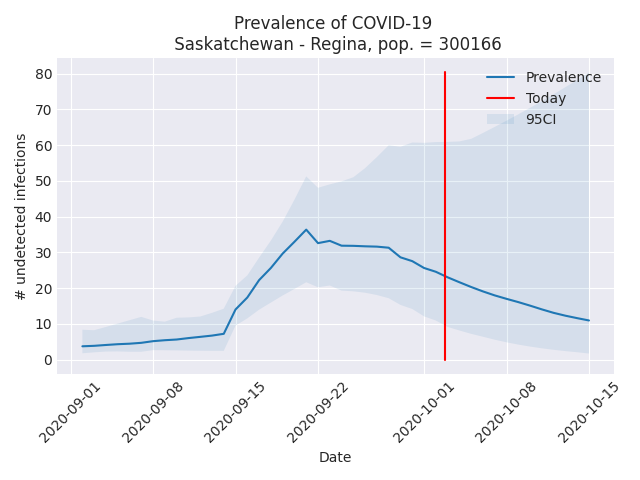 Prevalence of COVID-19
Saskatchewan - Regina, pop. = 300166
Prevalence
Today
95CI
80
70
60
50
40
30
20
10
0
# undetected infections
2020-09-01
2020-09-08
2020-09-15
2020-09-22
2020-10-01
2020-10-08
2020-10-15
Date